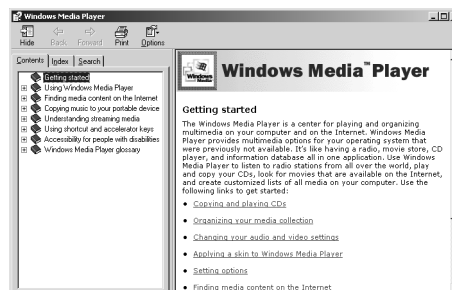 Windows Media Player
Hide Back Forward Print Options
Contents Index Search
Getting started
Using Windows Media Player
Finding media content on the Internet
Copying music to your portable device
Understanding streaming media
Using shortcut and accelerator keys
Accessibility for people with disabilities
Windows Media Player glossary
Windows Media™ Player
Getting started
The Windows Media Player is a center for playing and organizing
multimedia on your computer and on the Internet. Windows Media
Player provides multimedia options for your operating system that
were previously not available. It's like having a radio, movie store, CD
player, and information database all in one application. Use Windows
Media Player to listen to radio stations from all over the world, play
and copy your CDs, look for movies that are available on the Internet,
and create customized lists of all media on your computer. Use the
following links to get started:
• Copying and playing CDs
• Organizing your media collection
• Changing your audio and video settings
• Applying a skin to Windows Media Player
• Setting options
• Finding media content on the Internet